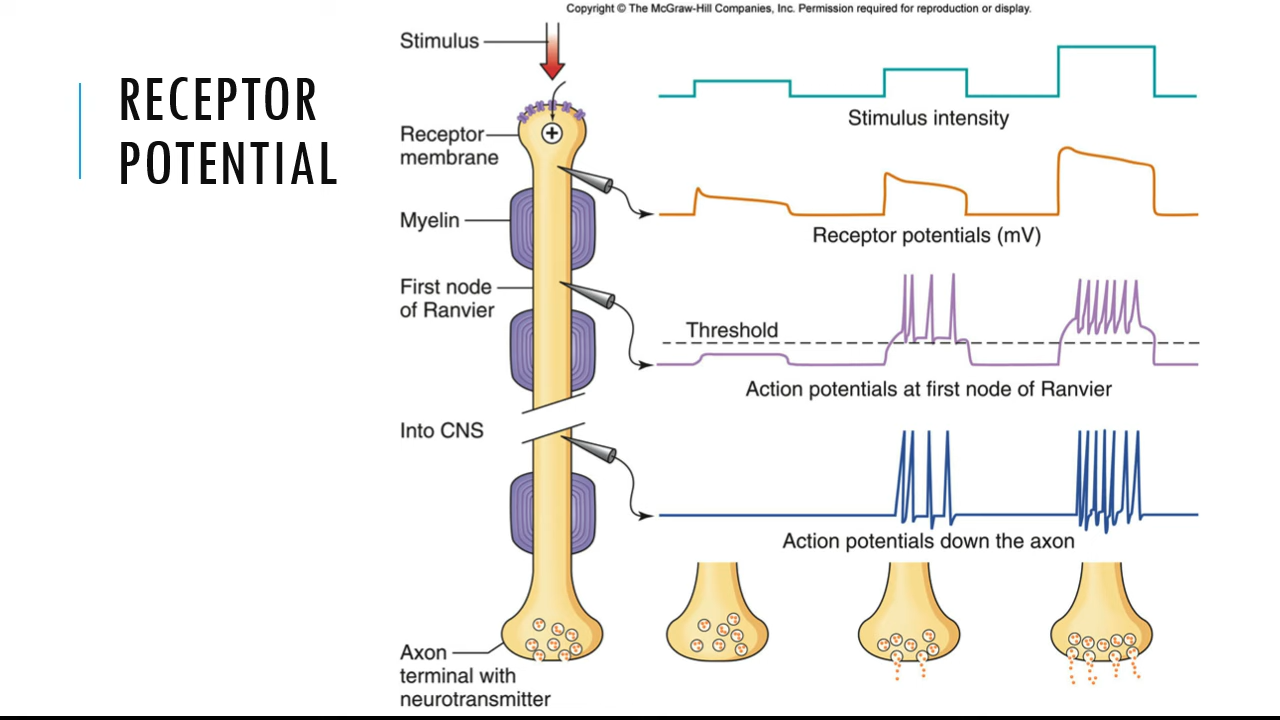 Copyright © The McGraw-Hill Companies, Inc. Permission required for reproduction or display.
RECEPTOR
POTENTIAL
Stimulus
Receptor
membrane
Myelin
First node
of Ranvier
Into CNS
Axon
terminal with
neurotransmitter
Stimulus intensity
Receptor potentials (mV)
Threshold
Action potentials at first node of Ranvier
Action potentials down the axon
+